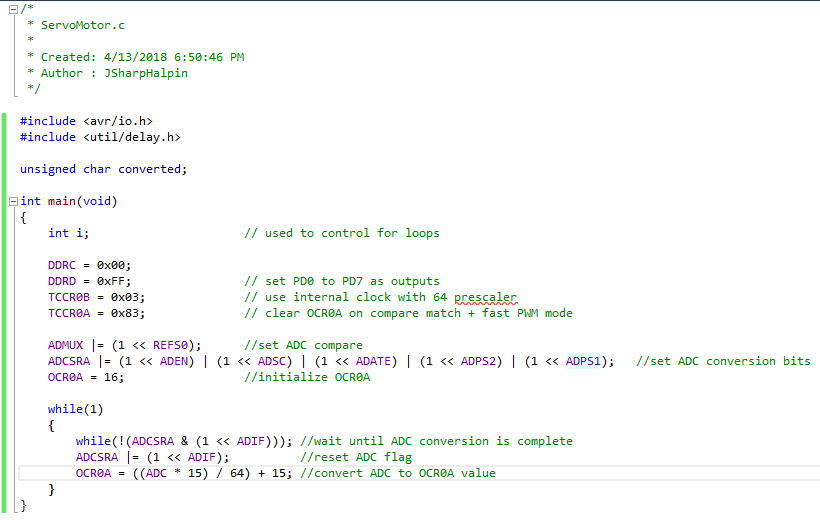 /*
 * ServoMotor.c
 *
 * Created: 4/13/2018 6:50:46 PM
 * Author : JSharpHalpin
 */
#include <avr/io.h>
#include <util/delay.h>
unsigned char converted;
int main(void)
{
    int i;                      // used to control for loops
    DDRC = 0x00;
    DDRD = 0xFF;                // set PD0 to PD7 as outputs
    TCCR0B = 0x03;              // use internal clock with 64 prescaler
    TCCR0A = 0x83;              // clear OCR0A on compare match + fast PWM mode
    ADMUX |= (1 << REFS0);      //set ADC compare
    ADCSRA |= (1 << ADEN) | (1 << ADSC) | (1 << ADATE) | (1 << ADPS2) | (1 << ADPS1);   //set ADC conversion bits
    OCR0A = 16;                 //initialize OCR0A
    while(1)
    {
        while(!(ADCSRA & (1 << ADIF))); //wait until ADC conversion is complete
        ADCSRA |= (1 << ADIF);          //reset ADC flag
        OCR0A = ((ADC * 15) / 64) + 15; //convert ADC to OCR0A value
    }
}